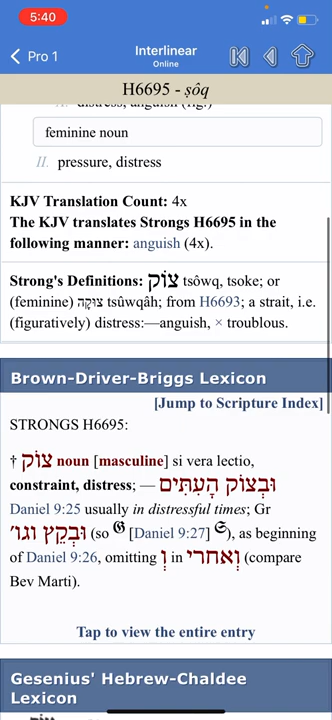 5:40
Pro 1
Interlinear
Online
H6695 - ṣôq
distress, anguish (fig.)
feminine noun
II. pressure, distress
KJV Translation Count: 4x
The KJV translates Strongs H6695 in the
following manner: anguish (4x).
Strong's Definitions: צוֹק tsôwq, tsoke; or
(feminine) צוּקָה tsûwqâh; from H6693; a strait, i.e.
(figuratively) distress:—anguish, × troublous.
Brown-Driver-Briggs Lexicon
[Jump to Scripture Index]
STRONGS H6695:
† צוֹק noun [masculine] si vera lectio,
constraint, distress; — וּבְצוֹק הָעִתִּים
Daniel 9:25 usually in distressful times; Gr
וּבְקֵץ וגו׳ (so 𝔊 [Daniel 9:27] 𝔖), as beginning
of Daniel 9:26, omitting וְ in וְאחרי (compare
Bev Marti).
Tap to view the entire entry
Gesenius' Hebrew-Chaldee
Lexicon